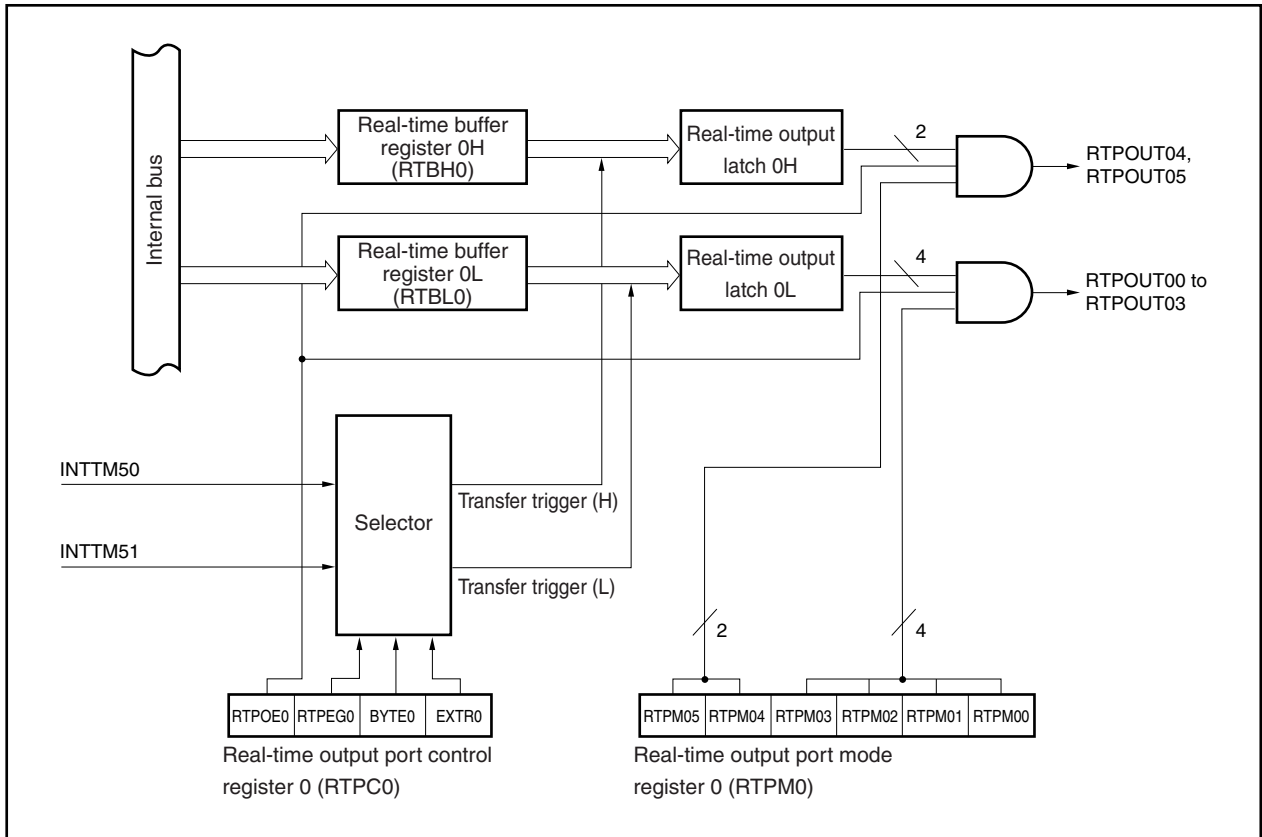 Internal bus
Real-time buffer
register 0H
(RTBH0)
Real-time output
latch 0H
2
RTPOUT04,
RTPOUT05
Real-time buffer
register 0L
(RTBL0)
Real-time output
latch 0L
4
RTPOUT00 to
RTPOUT03
INTTM50
INTTM51
Selector
Transfer trigger (H)
Transfer trigger (L)
2
4
RTPOE0 RTPEG0 BYTE0 EXTR0
Real-time output port control
register 0 (RTPC0)
RTPM05 RTPM04 RTPM03 RTPM02 RTPM01 RTPM00
Real-time output port mode
register 0 (RTPM0)